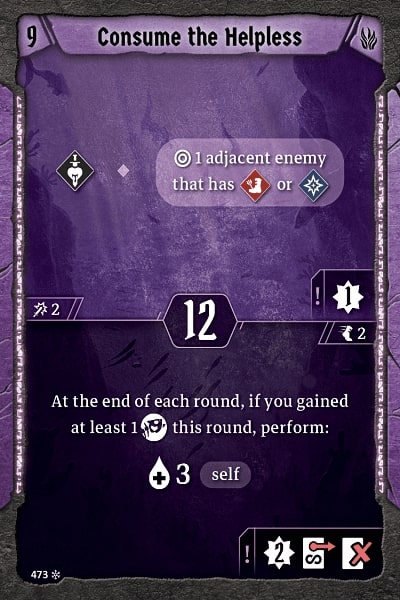 9 Consume the Helpless
1 adjacent enemy
that has or
! 1
2
12
2
At the end of each round, if you gained
at least 1 this round, perform:
3 self
! 2
473